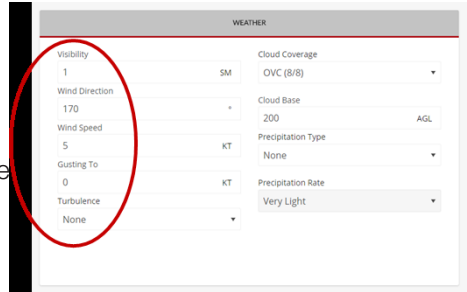 WEATHER
Visibility
1 SM
Wind Direction
170 °
Wind Speed
5 KT
Gusting To
0 KT
Turbulence
None
Cloud Coverage
OVC (8/8)
Cloud Base
200 AGL
Precipitation Type
None
Precipitation Rate
Very Light
e